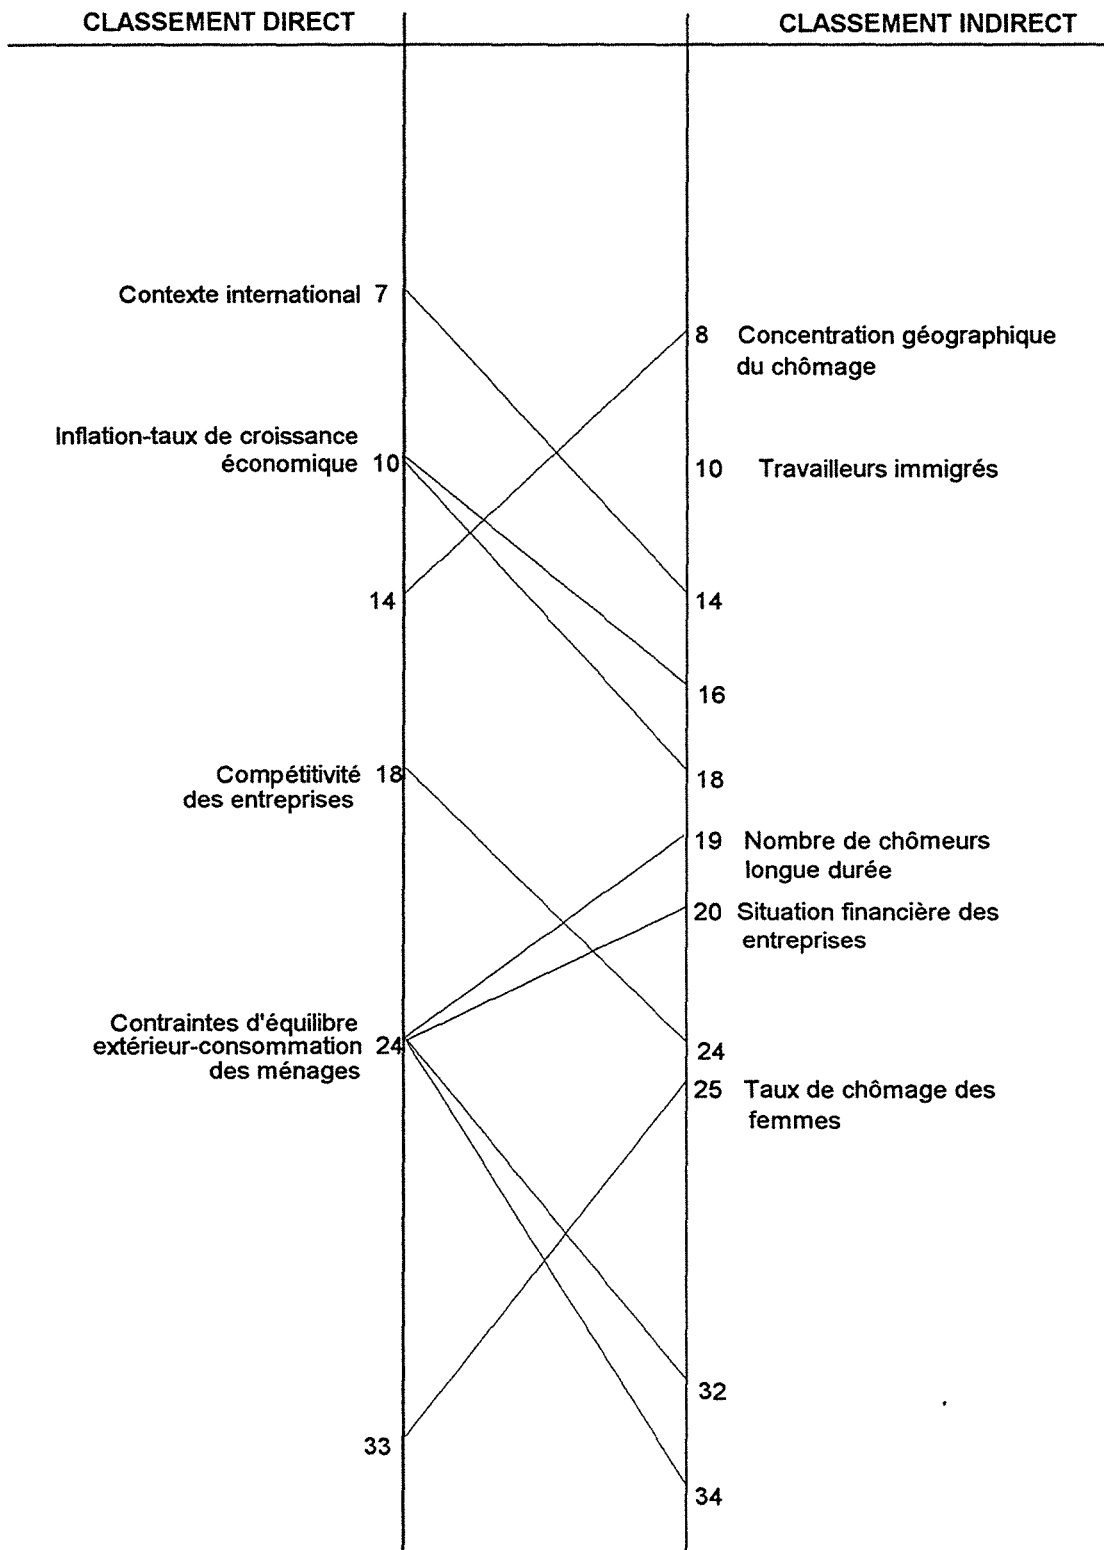 CLASSEMENT DIRECT
CLASSEMENT INDIRECT
Contexte international 7
8 Concentration géographique
du chômage
Inflation-taux de croissance
économique 10
10 Travailleurs immigrés
14
14
16
Compétitivité 18
des entreprises
18
19 Nombre de chômeurs
longue durée
20 Situation financière des
entreprises
Contraintes d'équilibre
extérieur-consommation 24
des ménages
24
25 Taux de chômage des
femmes
32
33
34